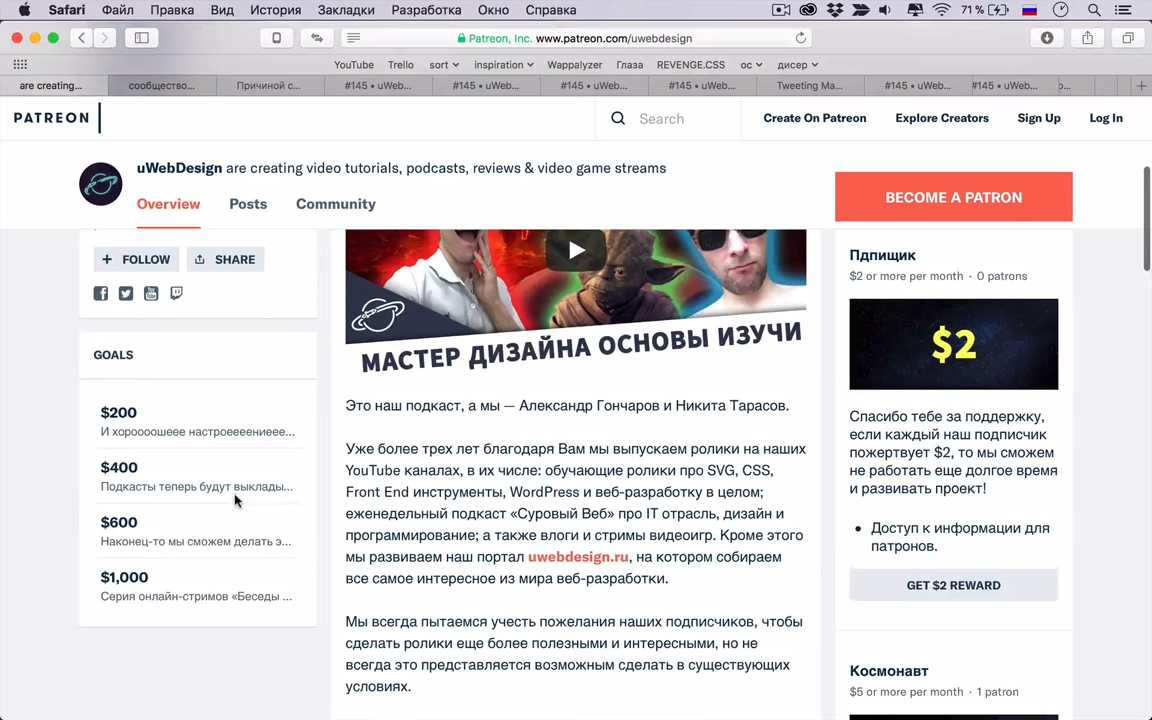 Safari Файл Правка Вид История Закладки Разработка Окно Справка 71 %
Patreon, Inc. www.patreon.com/uwebdesign
YouTube Trello sort inspiration Wappalyzer Глаза REVENGE.CSS ос дисер
are creating... сообщество... Причиной с... #145 • uWeb... #145 • uWeb... #145 • uWeb... #145 • uWeb... Tweeting Ma... #145 • uWeb... #145 • uWeb...
PATREON Search Create On Patreon Explore Creators Sign Up Log In
uWebDesign are creating video tutorials, podcasts, reviews & video game streams
Overview Posts Community
BECOME A PATRON
FOLLOW SHARE
GOALS
$200
И хороооошеее настроееееениеее...
$400
Подкасты теперь будут выклады...
$600
Наконец-то мы сможем делать э...
$1,000
Серия онлайн-стримов «Беседы ...
МАСТЕР ДИЗАЙНА ОСНОВЫ ИЗУЧИ
Это наш подкаст, а мы — Александр Гончаров и Никита Тарасов.
Уже более трех лет благодаря Вам мы выпускаем ролики на наших
YouTube каналах, в их числе: обучающие ролики про SVG, CSS,
Front End инструменты, WordPress и веб-разработку в целом;
еженедельный подкаст «Суровый Веб» про IT отрасль, дизайн и
программирование; а также влоги и стримы видеоигр. Кроме этого
мы развиваем наш портал uwebdesign.ru, на котором собираем
все самое интересное из мира веб-разработки.
Мы всегда пытаемся учесть пожелания наших подписчиков, чтобы
сделать ролики еще более полезными и интересными, но не
всегда это представляется возможным сделать в существующих
условиях.
Пдпищик
$2 or more per month · 0 patrons
$2
Спасибо тебе за поддержку,
если каждый наш подписчик
пожертвует $2, то мы сможем
не работать еще долгое время
и развивать проект!
• Доступ к информации для
патронов.
GET $2 REWARD
Космонавт
$5 or more per month · 1 patron